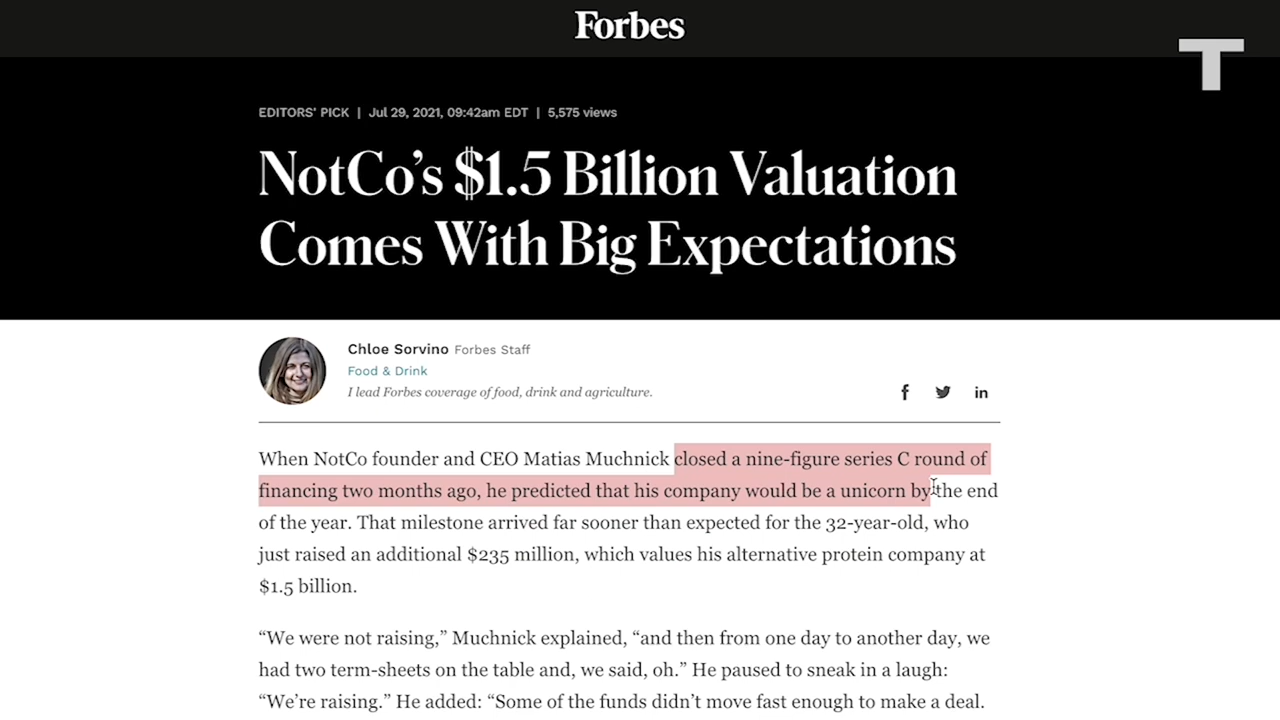 Forbes
T
EDITORS' PICK | Jul 29, 2021, 09:42am EDT | 5,575 views
NotCo's $1.5 Billion Valuation
Comes With Big Expectations
Chloe Sorvino Forbes Staff
Food & Drink
I lead Forbes coverage of food, drink and agriculture.
When NotCo founder and CEO Matias Muchnick closed a nine-figure series C round of
financing two months ago, he predicted that his company would be a unicorn by the end
of the year. That milestone arrived far sooner than expected for the 32-year-old, who
just raised an additional $235 million, which values his alternative protein company at
$1.5 billion.
“We were not raising,” Muchnick explained, “and then from one day to another day, we
had two term-sheets on the table and, we said, oh.” He paused to sneak in a laugh:
“We’re raising.” He added: “Some of the funds didn’t move fast enough to make a deal.